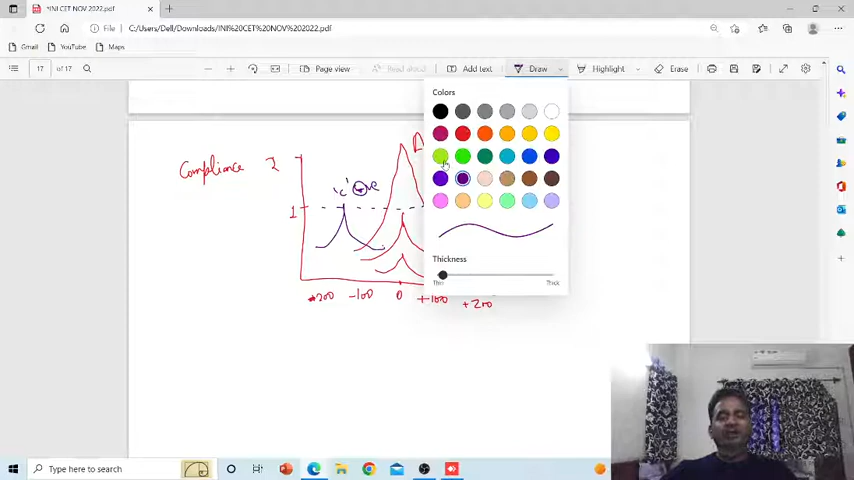 *INI CET NOV 2022.pdf
C:/Users/Dell/Downloads/INI%20CET%20NOV%202022.pdf
Gmail YouTube Maps
17 of 17 Page view Read aloud Add text Draw Highlight Erase
Colors
Compliance 2
'c'
1
-100 0 +100 +200
Thickness
Thin Thick
Type here to search